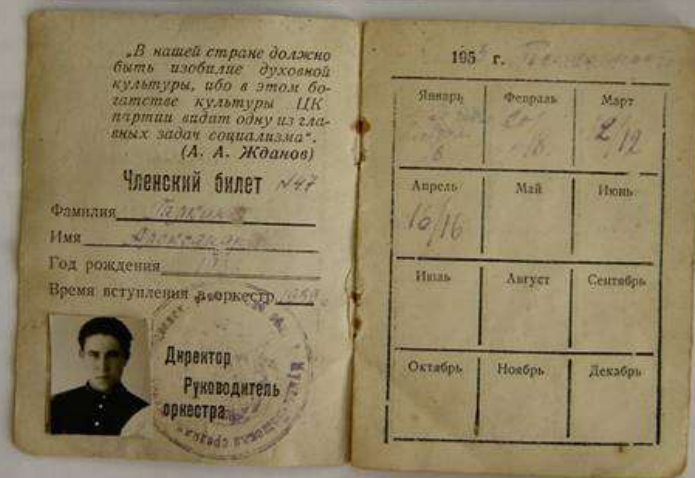 „В нашей стране должно
быть изобилие духовной
культуры, ибо в этом бо-
гатстве культуры ЦК
партии видит одну из гла-
вных задач социализма“.
(А. А. Жданов)
Членский билет №47
Фамилия
Имя
Год рождения
Время вступления в оркестр
Директор
Руководитель
оркестра
195 г.
Январь Февраль Март
2/12
Апрель Май Июнь
16/16
Июль Август Сентябрь
Октябрь Ноябрь Декабрь